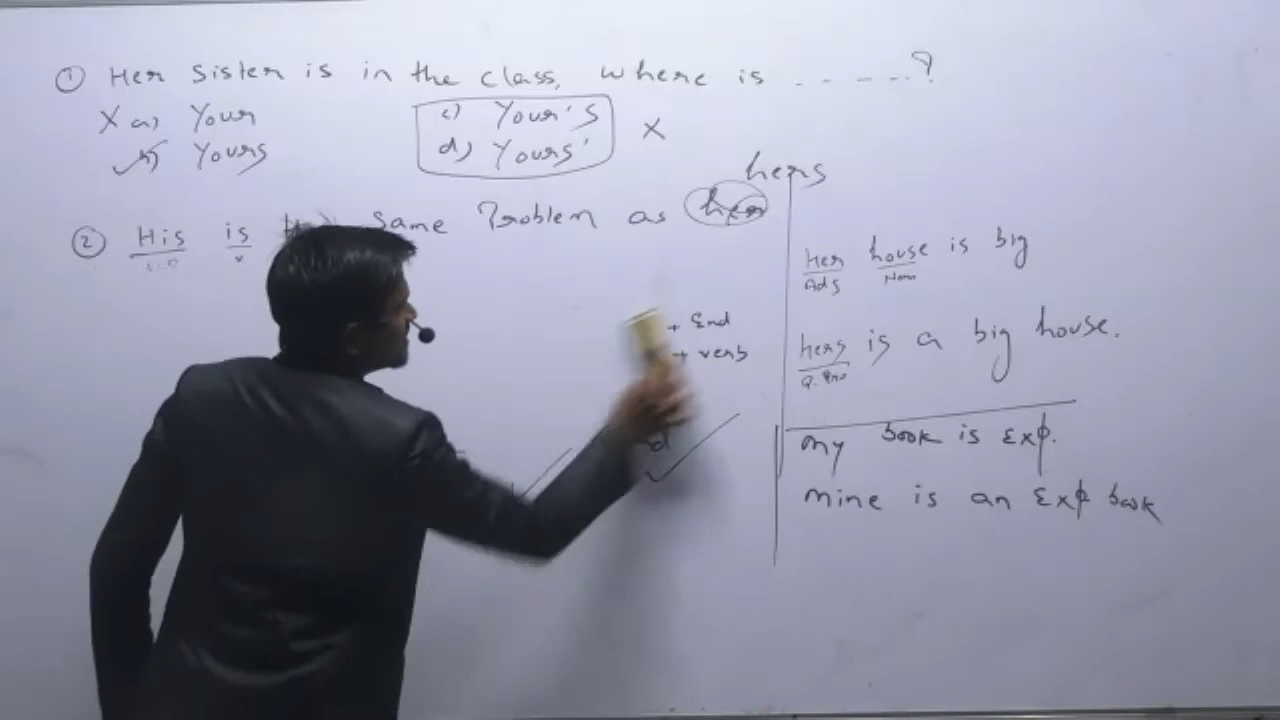 ① Her sister is in the class, where is ......?
X a) Your c) Your's X
b) Yours d) Yours'
hers
② His is same Problem as her
v
Her house is big
Adj Noun
+ End
+ verb
hers is a big house.
my book is Exp.
mine is an Exp book